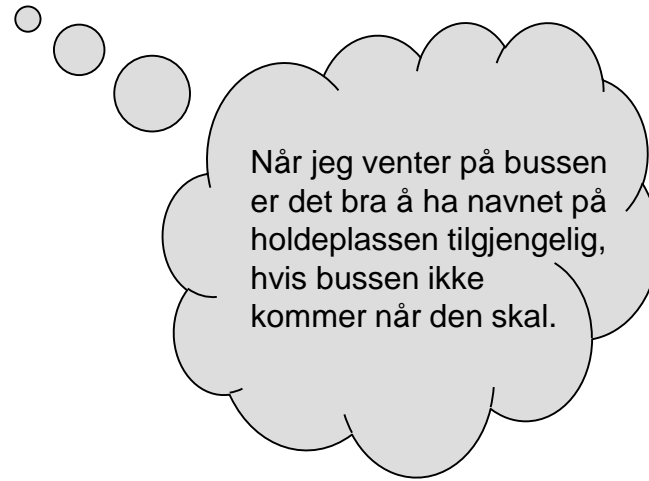 Når jeg venter på bussen
er det bra å ha navnet på
holdeplassen tilgjengelig,
hvis bussen ikke
kommer når den skal.